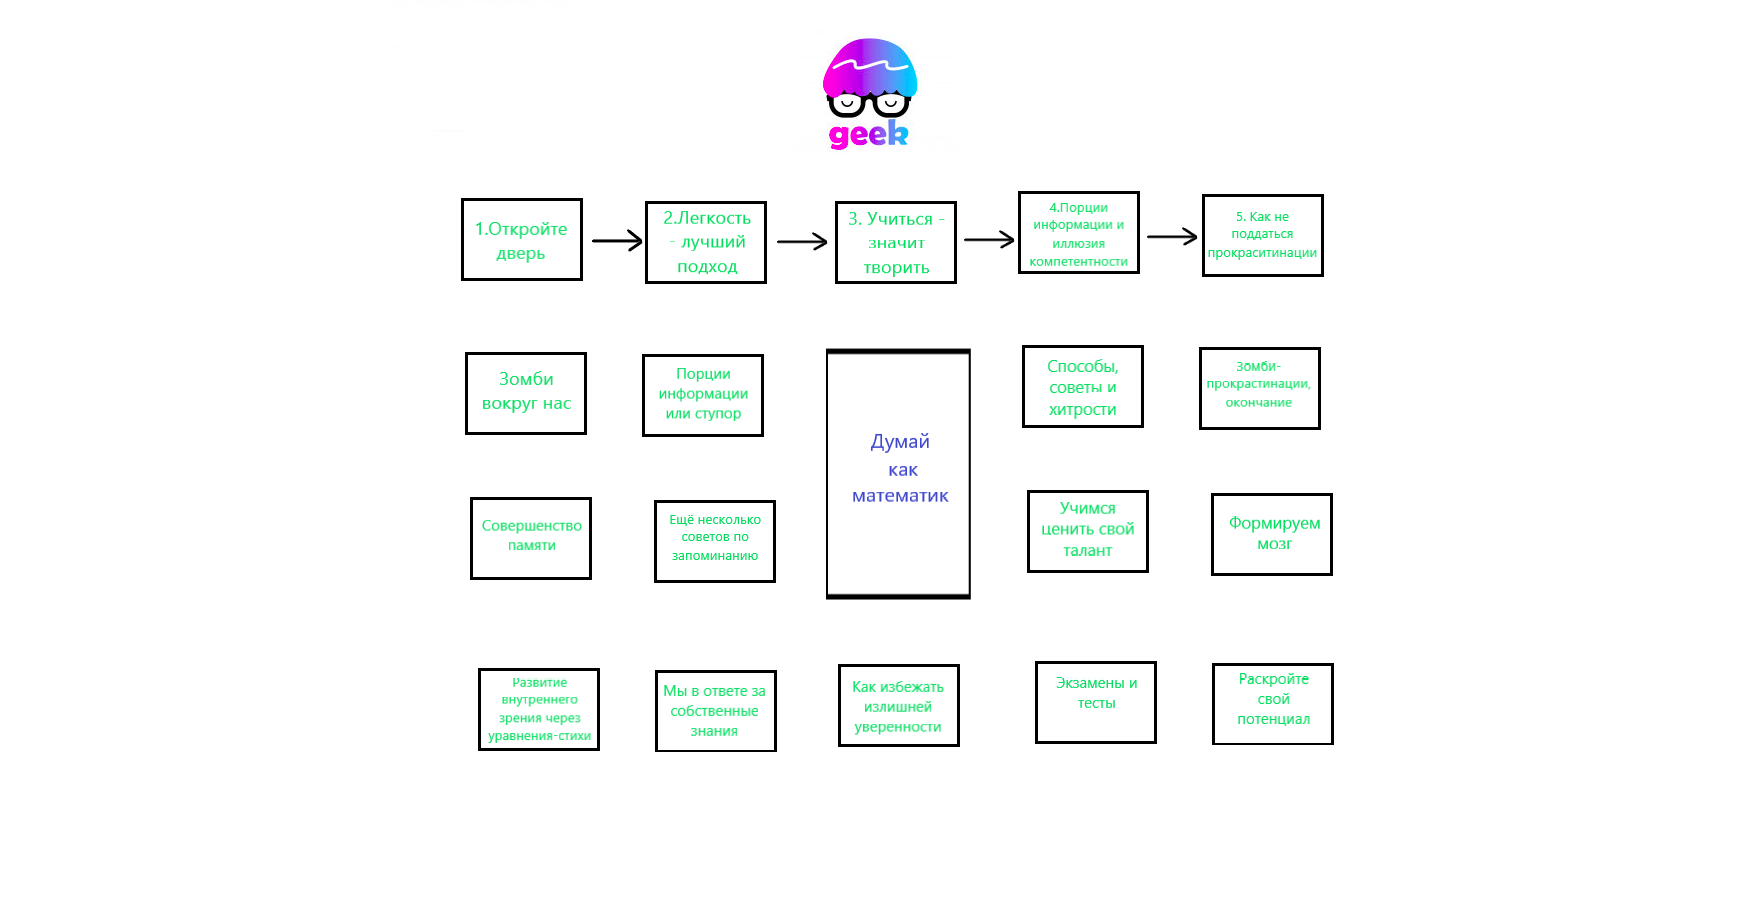 geek
1.Откройте
дверь
2.Легкость
- лучший
подход
3. Учиться -
значит
творить
4.Порции
информации и
иллюзия
компетентности
5. Как не
поддаться
прокраситинации
Зомби
вокруг нас
Порции
информации
или ступор
Думай
как
математик
Способы,
советы и
хитрости
Зомби-
прокрастинации,
окончание
Совершенство
памяти
Ещё несколько
советов по
запоминанию
Учимся
ценить свой
талант
Формируем
мозг
Развитие
внутреннего
зрения через
уравнения-стихи
Мы в ответе за
собственные
знания
Как избежать
излишней
уверенности
Экзамены и
тесты
Раскройте
свой
потенциал